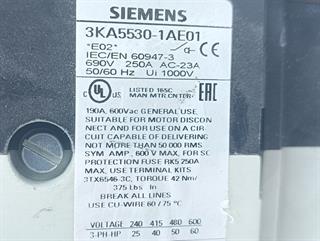 SIEMENS
3KA5530-1AE01
*E02* CE
IEC/EN 60947-3
690V 250A AC-23A
50/60 Hz Ui 1000V
UL LISTED 165C EAC
MAN MTR.CNTCR
190A, 600Vac GENERAL USE,
SUITABLE FOR MOTOR DISCON
NECT AND FOR USE ON A CIR
CUIT CAPABLE OF DELIVERING
NOT MORE THAN 50 000 RMS
SYM. AMP., 600 V MAX. FOR SC
PROTECTION FUSE RK5 250A
MAX. USE TERMINAL KITS
3TX6546-3C, TORQUE 42 Nm/
375 Lbs In
BREAK ALL LINES
USE CU-WIRE 60 / 75 °C
VOLTAGE 240 415 480 600
3-PH-HP 25 40 50 60